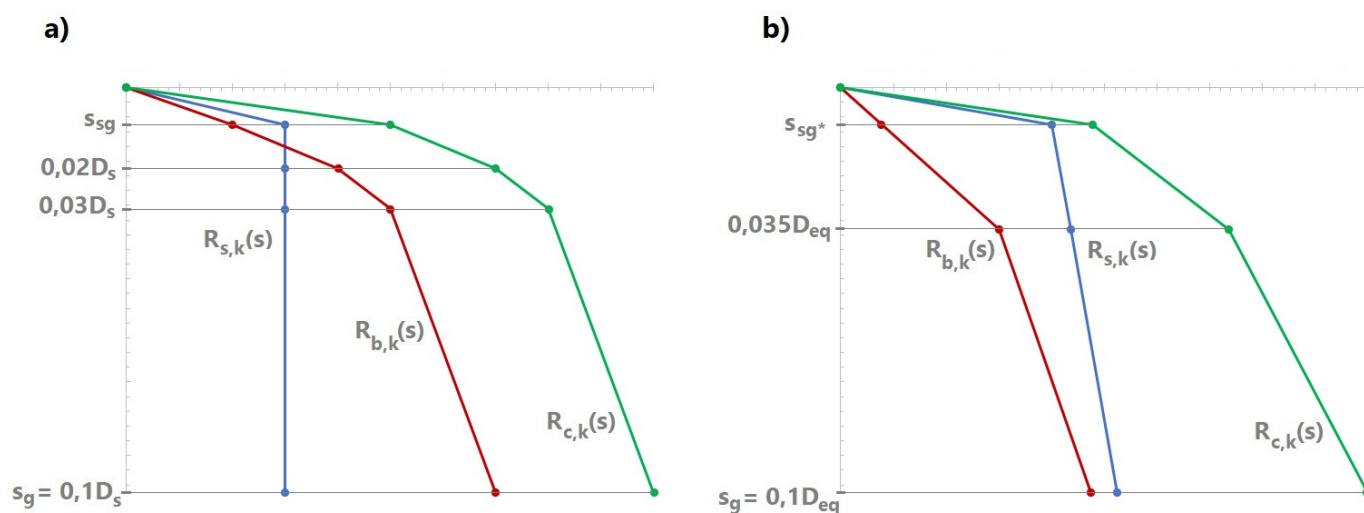 a)
s_sg
0,02D_s
0,03D_s
R_s,k(s)
R_b,k(s)
R_c,k(s)
s_g = 0,1D_s
b)
s_sg*
0,035D_eq
R_b,k(s)
R_s,k(s)
R_c,k(s)
s_g = 0,1D_eq